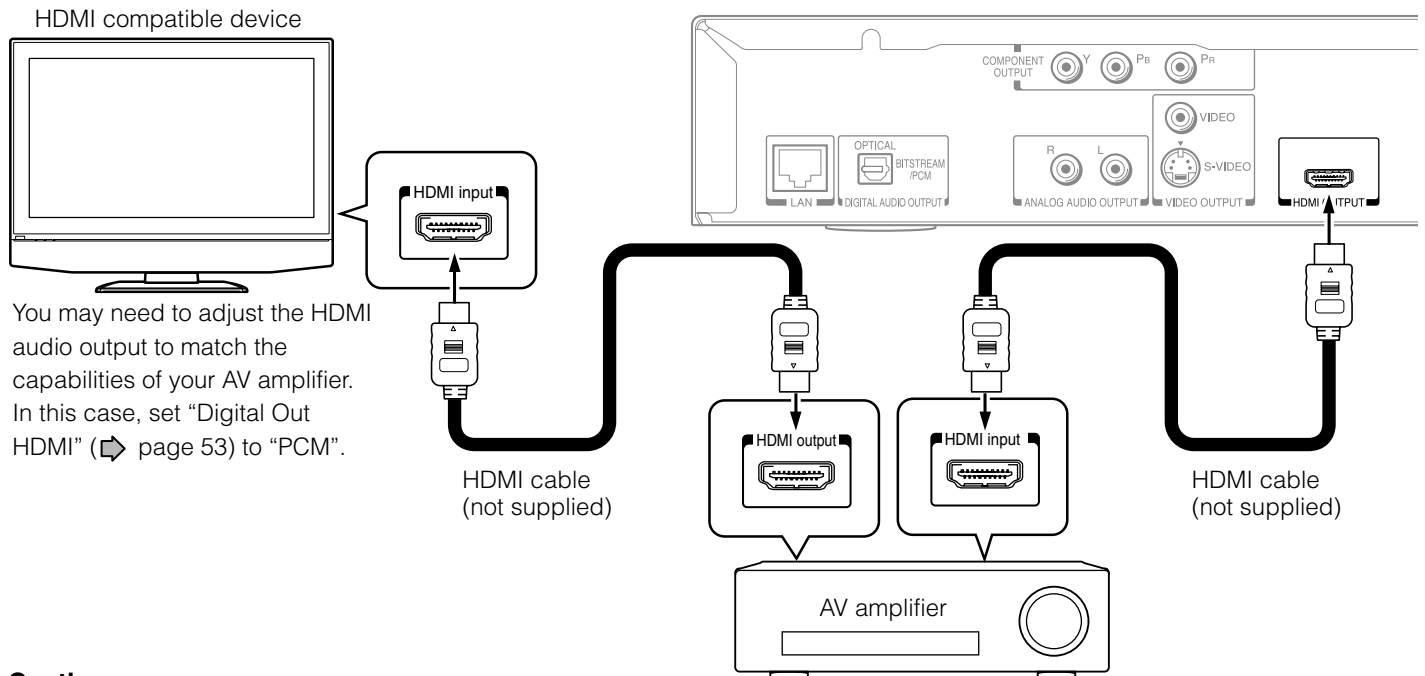 HDMI compatible device
HDMI input
You may need to adjust the HDMI
audio output to match the
capabilities of your AV amplifier.
In this case, set “Digital Out
HDMI” ( page 53) to “PCM”.
HDMI cable
(not supplied)
COMPONENT
OUTPUT
Y
PB
PR
VIDEO
S-VIDEO
VIDEO OUTPUT
OPTICAL
BITSTREAM
/PCM
LAN
DIGITAL AUDIO OUTPUT
R
L
ANALOG AUDIO OUTPUT
HDMI OUTPUT
HDMI output
HDMI input
HDMI cable
(not supplied)
AV amplifier